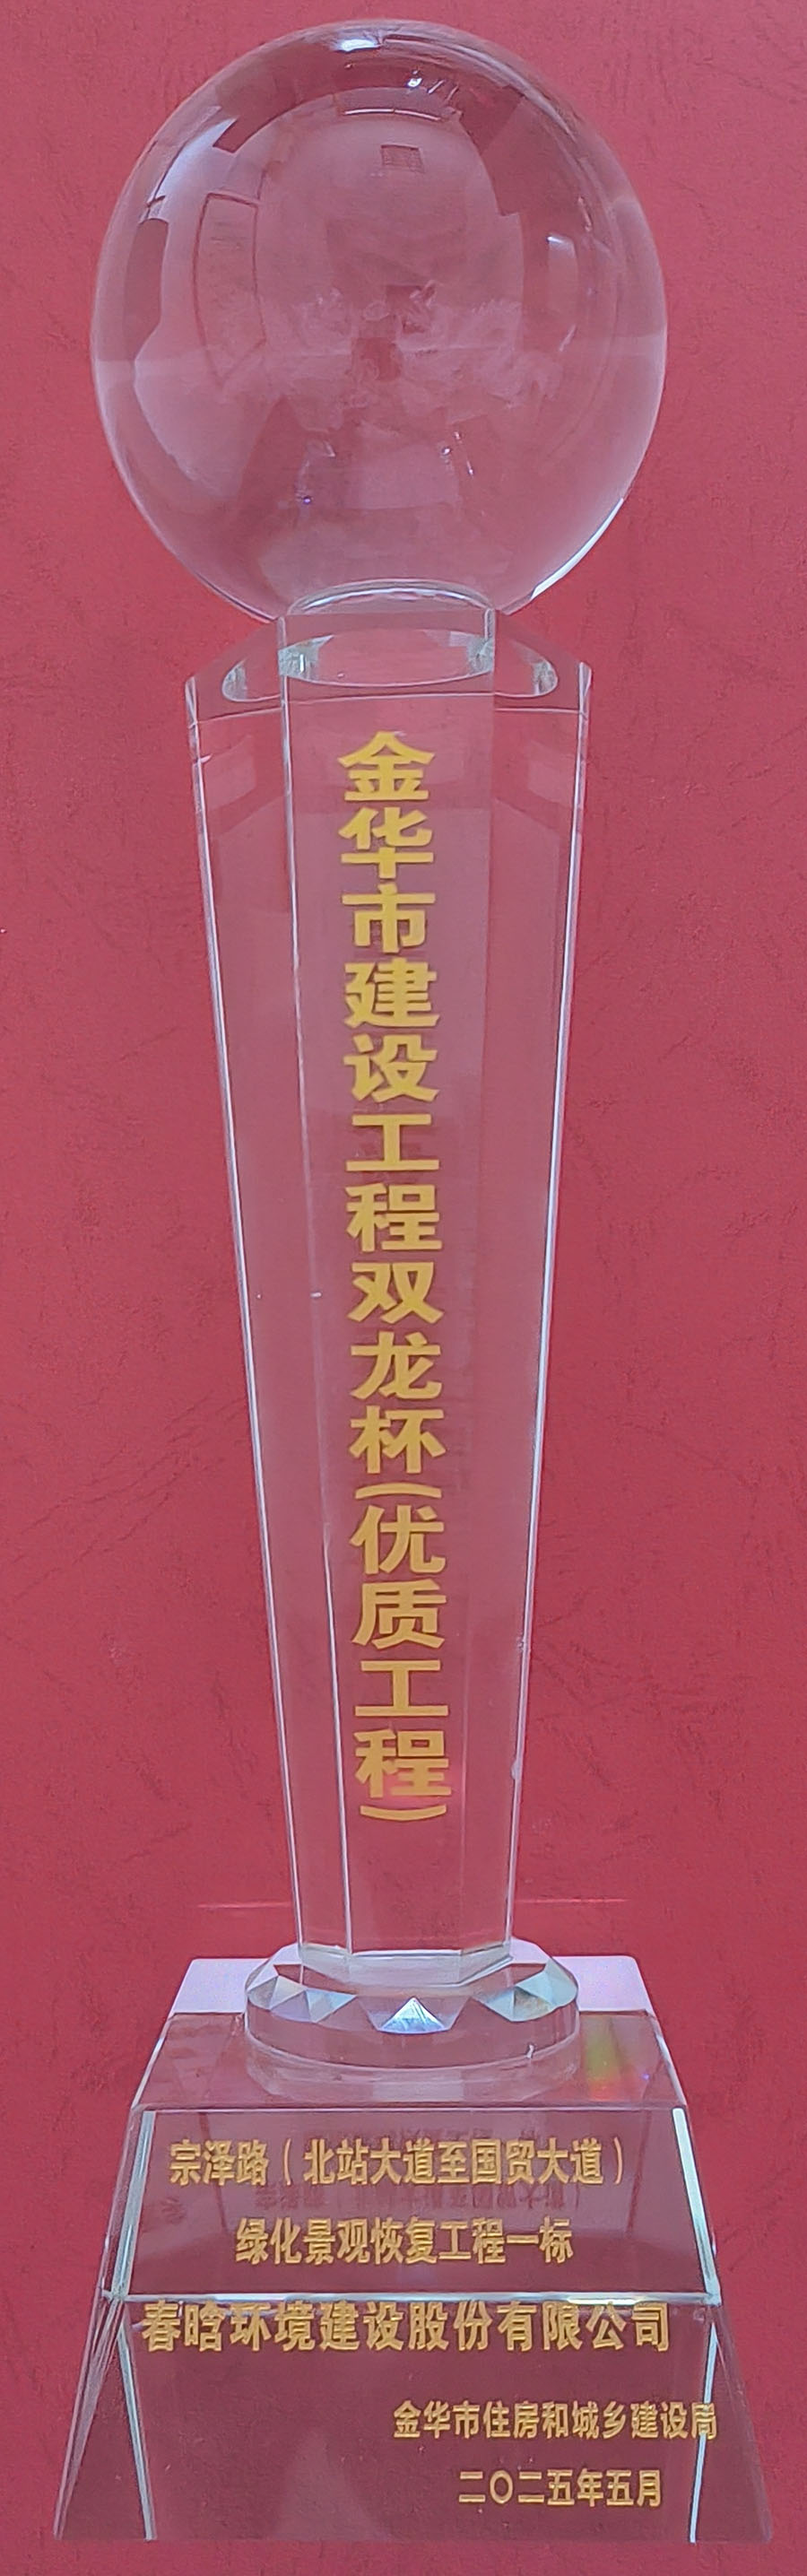 金华市建设工程双龙杯(优质工程)
宗泽路（北站大道至国贸大道）
绿化景观恢复工程一标
春晗环境建设股份有限公司
金华市住房和城乡建设局
二〇二五年五月